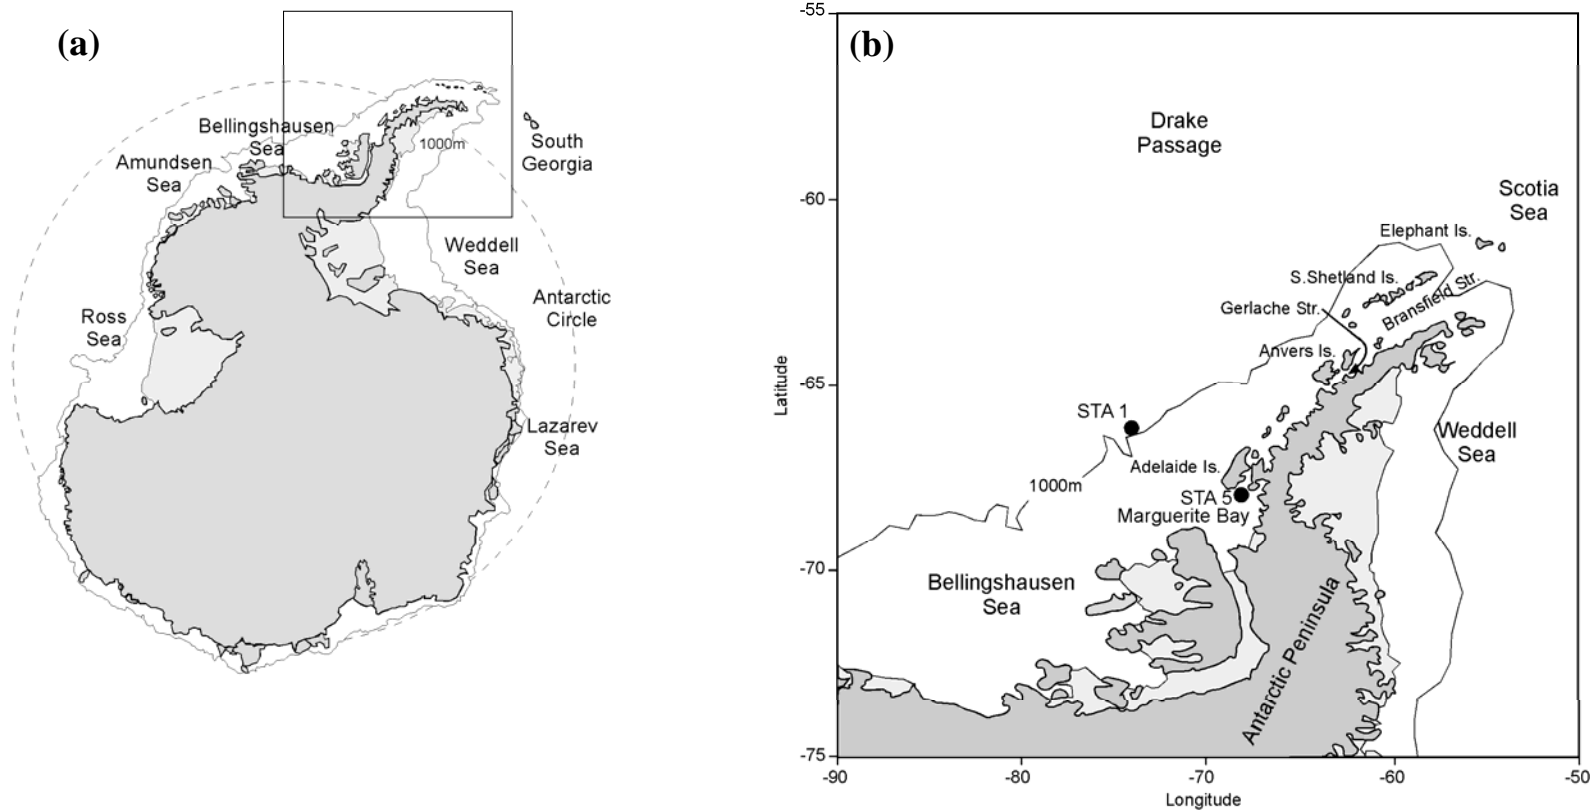 (a)
Bellingshausen
Sea
Amundsen
Sea
1000m
South
Georgia
Weddell
Sea
Antarctic
Circle
Ross
Sea
Lazarev
Sea
(b)
-55
Drake
Passage
-60
Scotia
Sea
Elephant Is.
S.Shetland Is.
Bransfield Str.
Gerlache Str.
Anvers Is.
-65
Latitude
STA 1
Weddell
Sea
Adelaide Is.
1000m
STA 5
Marguerite Bay
-70
Bellingshausen
Sea
Antarctic Peninsula
-75
-90
-80
-70
-60
-50
Longitude